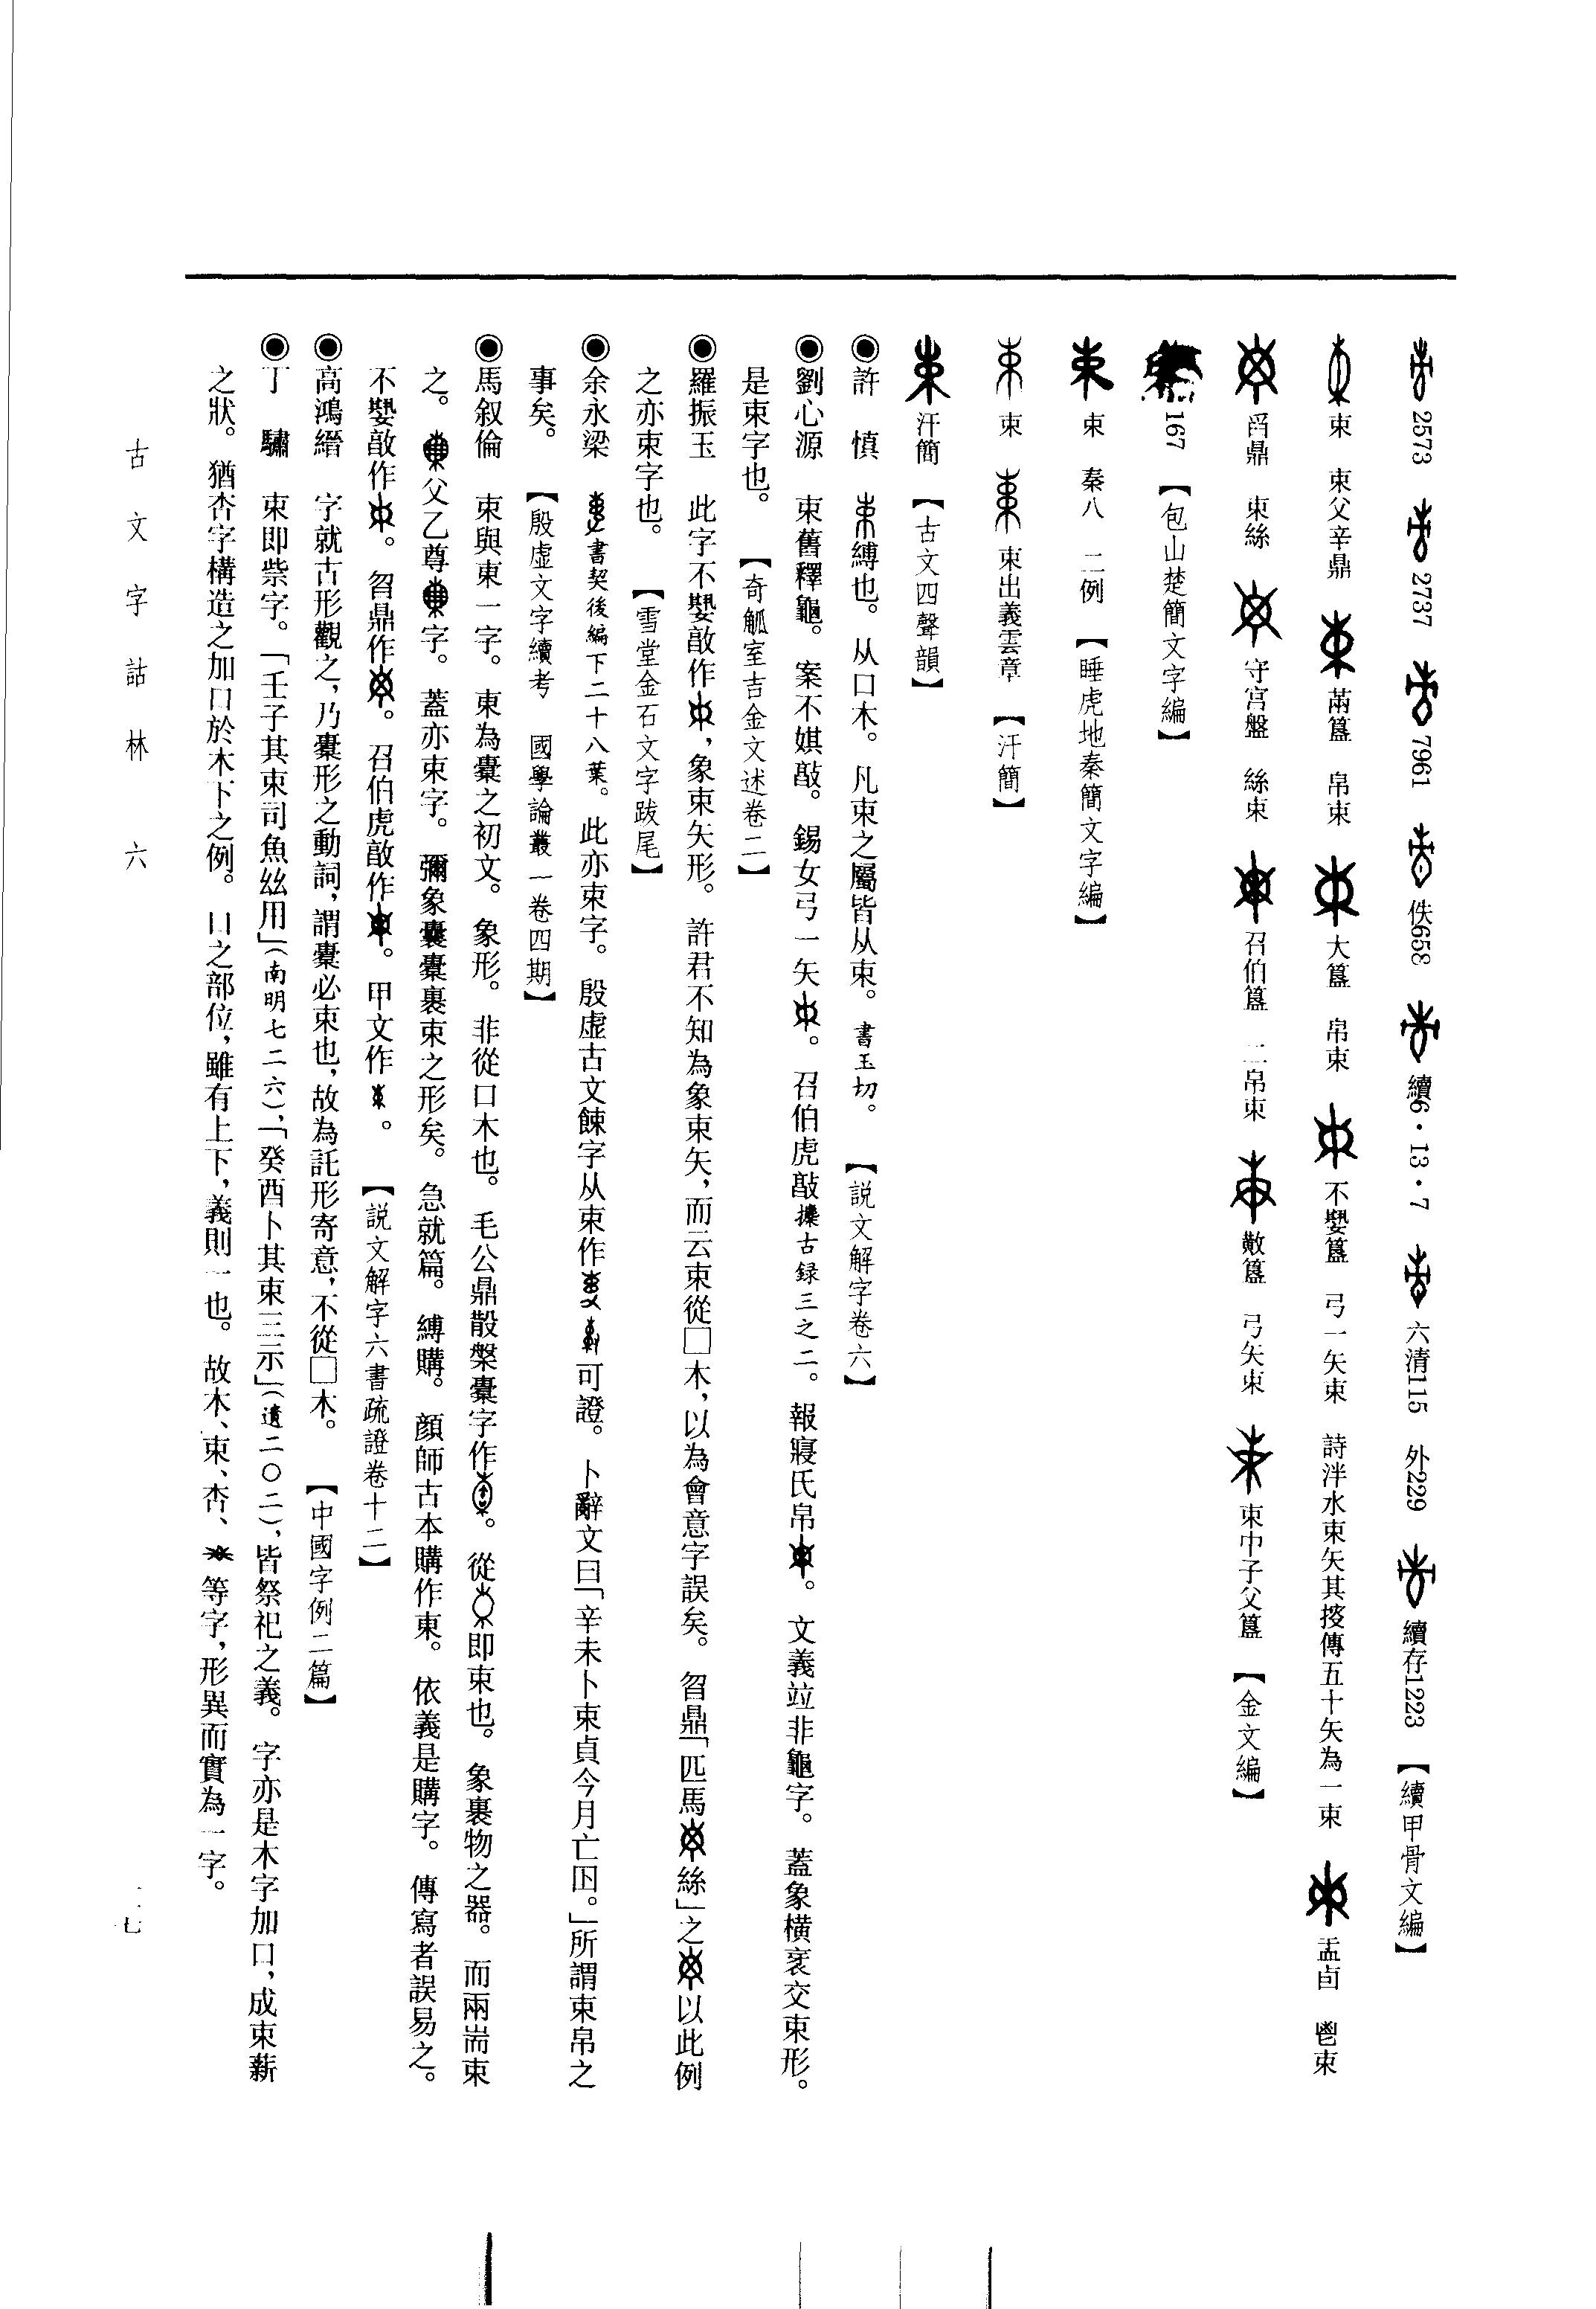 2573 2737 7961 佚658 續6·13·7 六清115 外229 續存1223 【續甲骨文編】
束 束父辛鼎 㒼簋 帛束 大簋 帛束 不𡢁簋 弓一矢束 詩泮水束矢其搜傳五十矢為一束 盂卣 鬯束
舀鼎 束絲 守宮盤 絲束 召伯簋 二帛束 敔簋 弓矢束 束中子父簋 【金文編】
167 【包山楚簡文字編】
束 秦八 二例 【睡虎地秦簡文字編】
束 束出義雲章 【汗簡】
汗簡 【古文四聲韻】
◉許 慎 縛也。从口木。凡束之屬皆从束。書玉切。 【説文解字卷六】
◉劉心源 束舊釋龜。案不娸敦。錫女弓一矢。召伯虎敦攗古録三之二。報寢氏帛。文義竝非龜字。蓋象橫衺交束形。
是束字也。 【奇觚室吉金文述卷二】
◉羅振玉 此字不𡢁敦作,象束矢形。許君不知為象束矢,而云束從囗木,以為會意字誤矣。曶鼎「匹馬絲」之以此例
之亦束字也。 【雪堂金石文字跋尾】
◉余永梁 書契後編下二十八葉。此亦束字。殷虛古文餗字从束作可證。卜辭文曰「辛未卜束貞今月亡囚。」所謂束帛之
事矣。 【殷虛文字續考 國學論叢一卷四期】
◉馬叙倫 束與東一字。東為橐之初文。象形。非從口木也。毛公鼎散槃橐字作。從即束也。象裹物之器。而兩耑束
之。父乙尊字。蓋亦束字。彌象囊橐裹束之形矣。急就篇。縛購。顔師古本購作束。依義是購字。傳寫者誤易之。
不𡢁敦作。曶鼎作。召伯虎敦作。甲文作。 【説文解字六書疏證卷十二】
◉高鴻縉 字就古形觀之,乃橐形之動詞,謂橐必束也,故為託形寄意,不從囗木。 【中國字例二篇】
◉丁 驌 束即祡字。「壬子其束司魚玆用」(南明七二六),「癸酉卜其束三示」(遺二〇二),皆祭祀之義。字亦是木字加口,成束薪
之狀。猶杏字構造之加口於木下之例。口之部位,雖有上下,義則一也。故木、束、杏、等字,形異而實為一字。
古文字詁林 六
一七